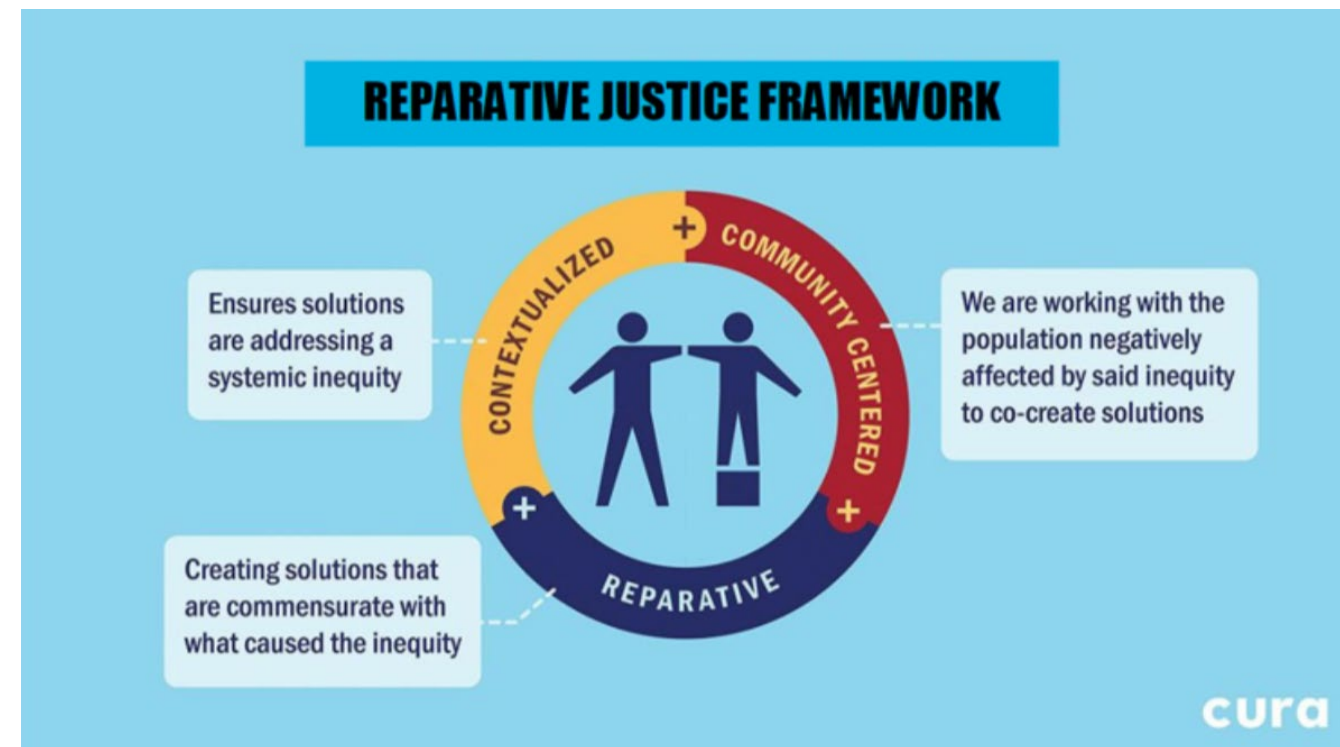 REPARATIVE JUSTICE FRAMEWORK
CONTEXTUALIZED
+
COMMUNITY CENTERED
Ensures solutions
are addressing a
systemic inequity
We are working with the
population negatively
affected by said inequity
to co-create solutions
+
+
REPARATIVE
Creating solutions that
are commensurate with
what caused the inequity
cura